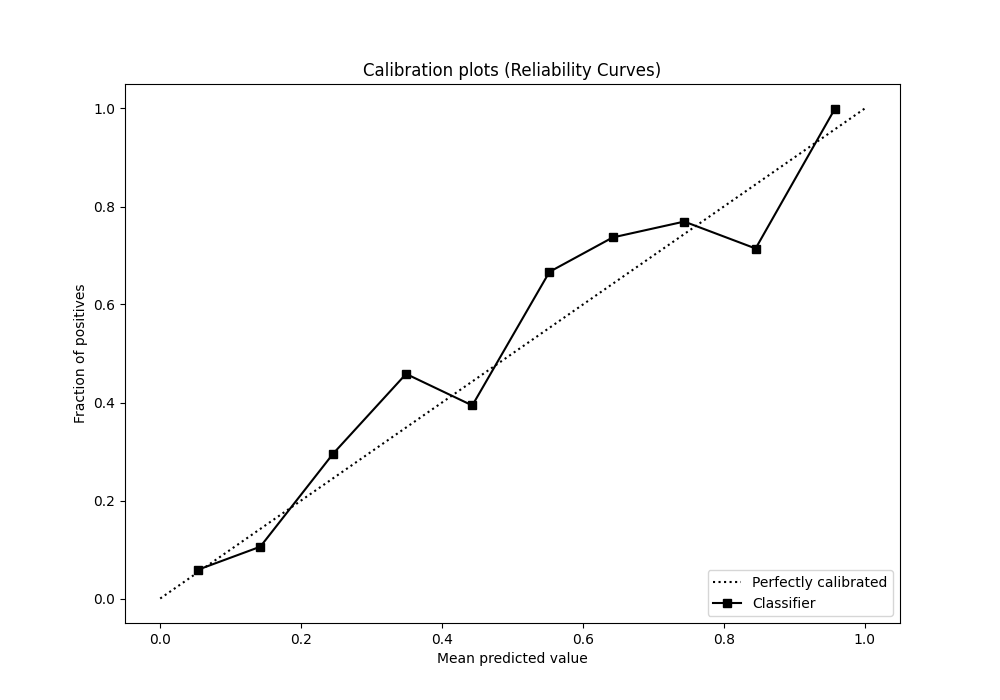 Calibration plots (Reliability Curves)
1.0
0.8
0.6
0.4
0.2
0.0
Fraction of positives
0.0 0.2 0.4 0.6 0.8 1.0
Mean predicted value
Perfectly calibrated
Classifier